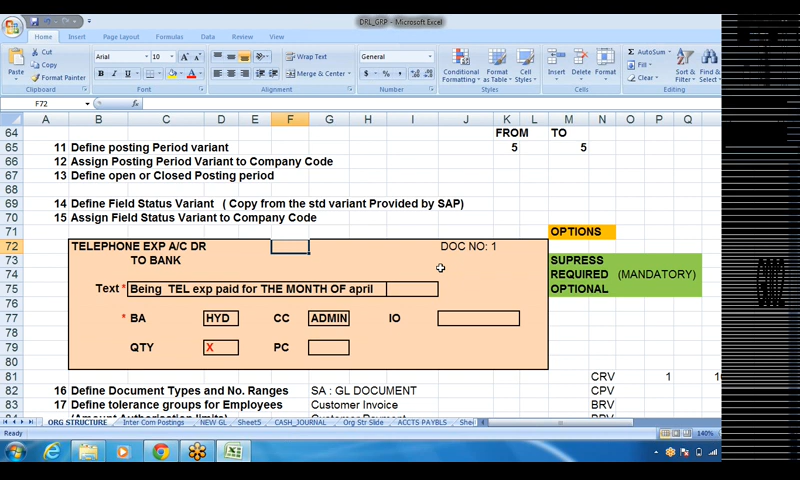 DRL_GRP - Microsoft Excel
Home Insert Page Layout Formulas Data Review View
Paste Cut Copy Format Painter Clipboard
Arial 10 Font
Wrap Text Merge & Center Alignment
General Number
Conditional Formatting Format as Table Cell Styles Styles
Insert Delete Format Cells
AutoSum Fill Clear Sort & Filter Find & Select Editing
F72 fx
A B C D E F G H I J K L M N O P Q
64 FROM TO
65 11 Define posting Period variant 5 5
66 12 Assign Posting Period Variant to Company Code
67 13 Define open or Closed Posting period
68
69 14 Define Field Status Variant ( Copy from the std variant Provided by SAP)
70 15 Assign Field Status Variant to Company Code
71 OPTIONS
72 TELEPHONE EXP A/C DR DOC NO: 1
73 TO BANK SUPRESS
74 REQUIRED (MANDATORY)
75 Text * Being TEL exp paid for THE MONTH OF april OPTIONAL
76
77 * BA HYD CC ADMIN IO
78
79 QTY X PC
80
81 CRV 1 1
82 16 Define Document Types and No. Ranges SA : GL DOCUMENT CPV
83 17 Define tolerance groups for Employees Customer Invoice BRV
84 (Amount Authorisation limits) Customer Payment BPV
ORG STRUCTURE Inter Com Postings NEW GL Sheet5 CASH_JOURNAL Org Str Slide ACCTS PAYBLS
Ready 140%